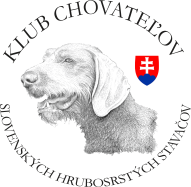 KLUB CHOVATEĽOV
SLOVENSKÝCH HRUBOSRSTÝCH STAVAČOV